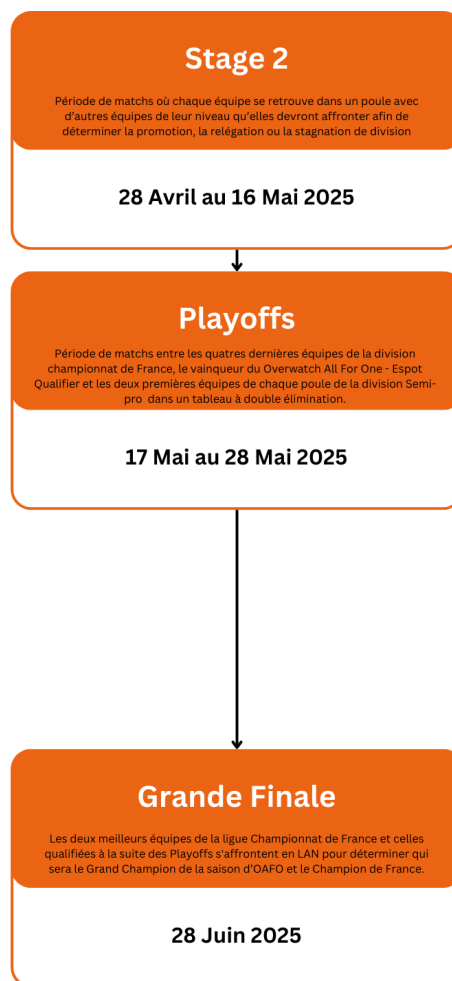 Stage 2
Période de matchs où chaque équipe se retrouve dans un poule avec
d'autres équipes de leur niveau qu'elles devront affronter afin de
déterminer la promotion, la relégation ou la stagnation de division
28 Avril au 16 Mai 2025
Playoffs
Période de matchs entre les quatres dernières équipes de la division
championnat de France, le vainqueur du Overwatch All For One - Espot
Qualifier et les deux premières équipes de chaque poule de la division Semi-
pro dans un tableau à double élimination.
17 Mai au 28 Mai 2025
Grande Finale
Les deux meilleurs équipes de la ligue Championnat de France et celles
qualifiées à la suite des Playoffs s'affrontent en LAN pour déterminer qui
sera le Grand Champion de la saison d'OAFO et le Champion de France.
28 Juin 2025